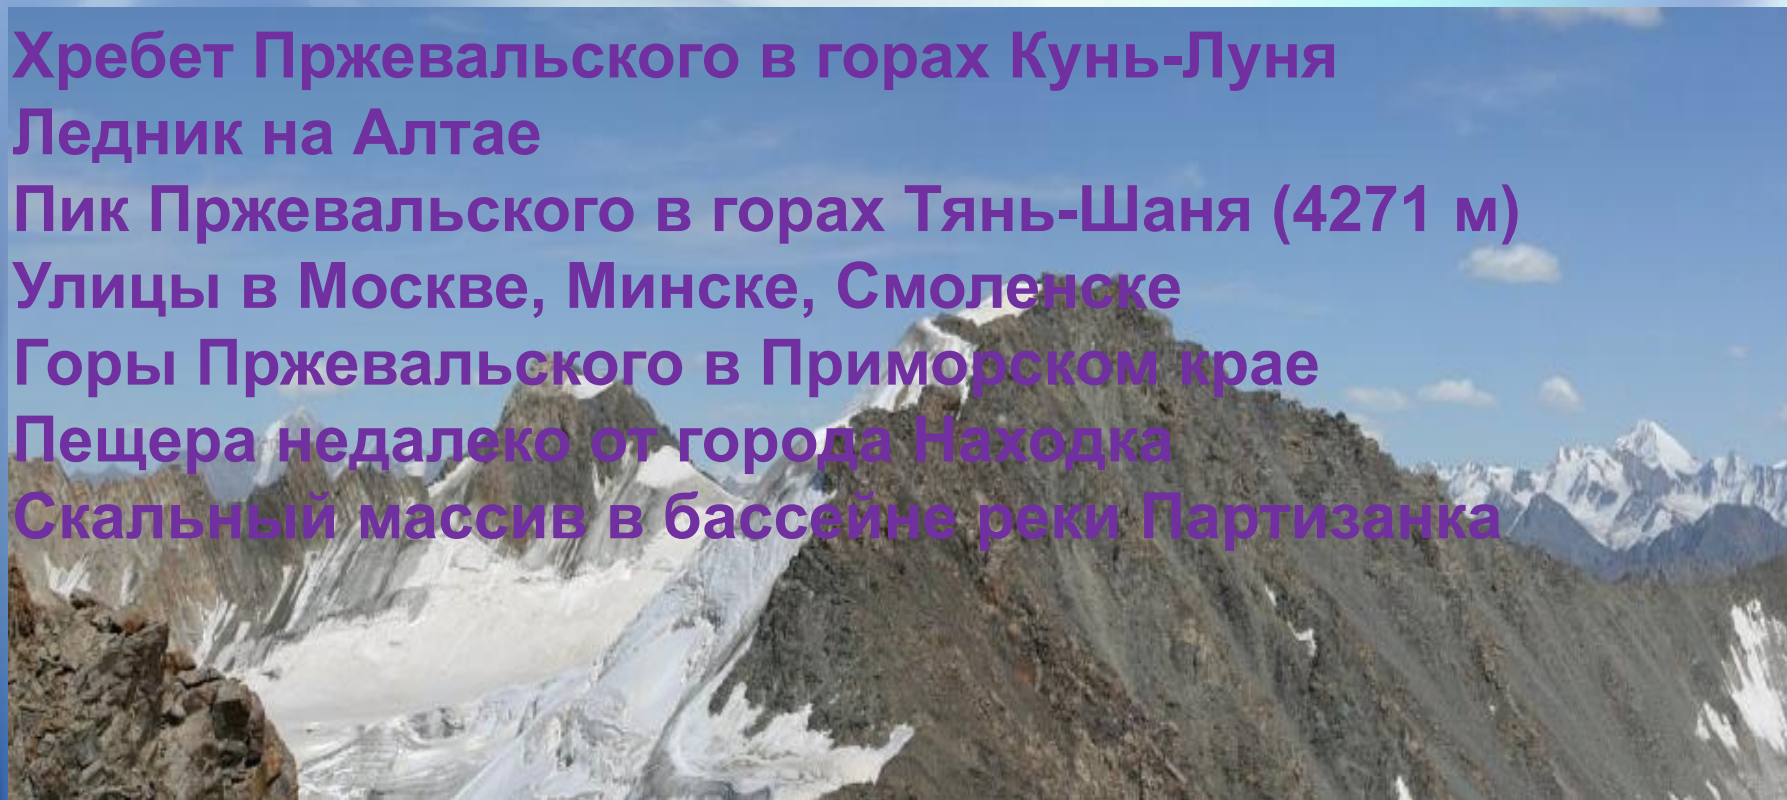 Хребет Пржевальского в горах Кунь-Луня
Ледник на Алтае
Пик Пржевальского в горах Тянь-Шаня (4271 м)
Улицы в Москве, Минске, Смоленске
Горы Пржевальского в Приморском крае
Пещера недалеко от города Находка
Скальный массив в бассейне реки Партизанка